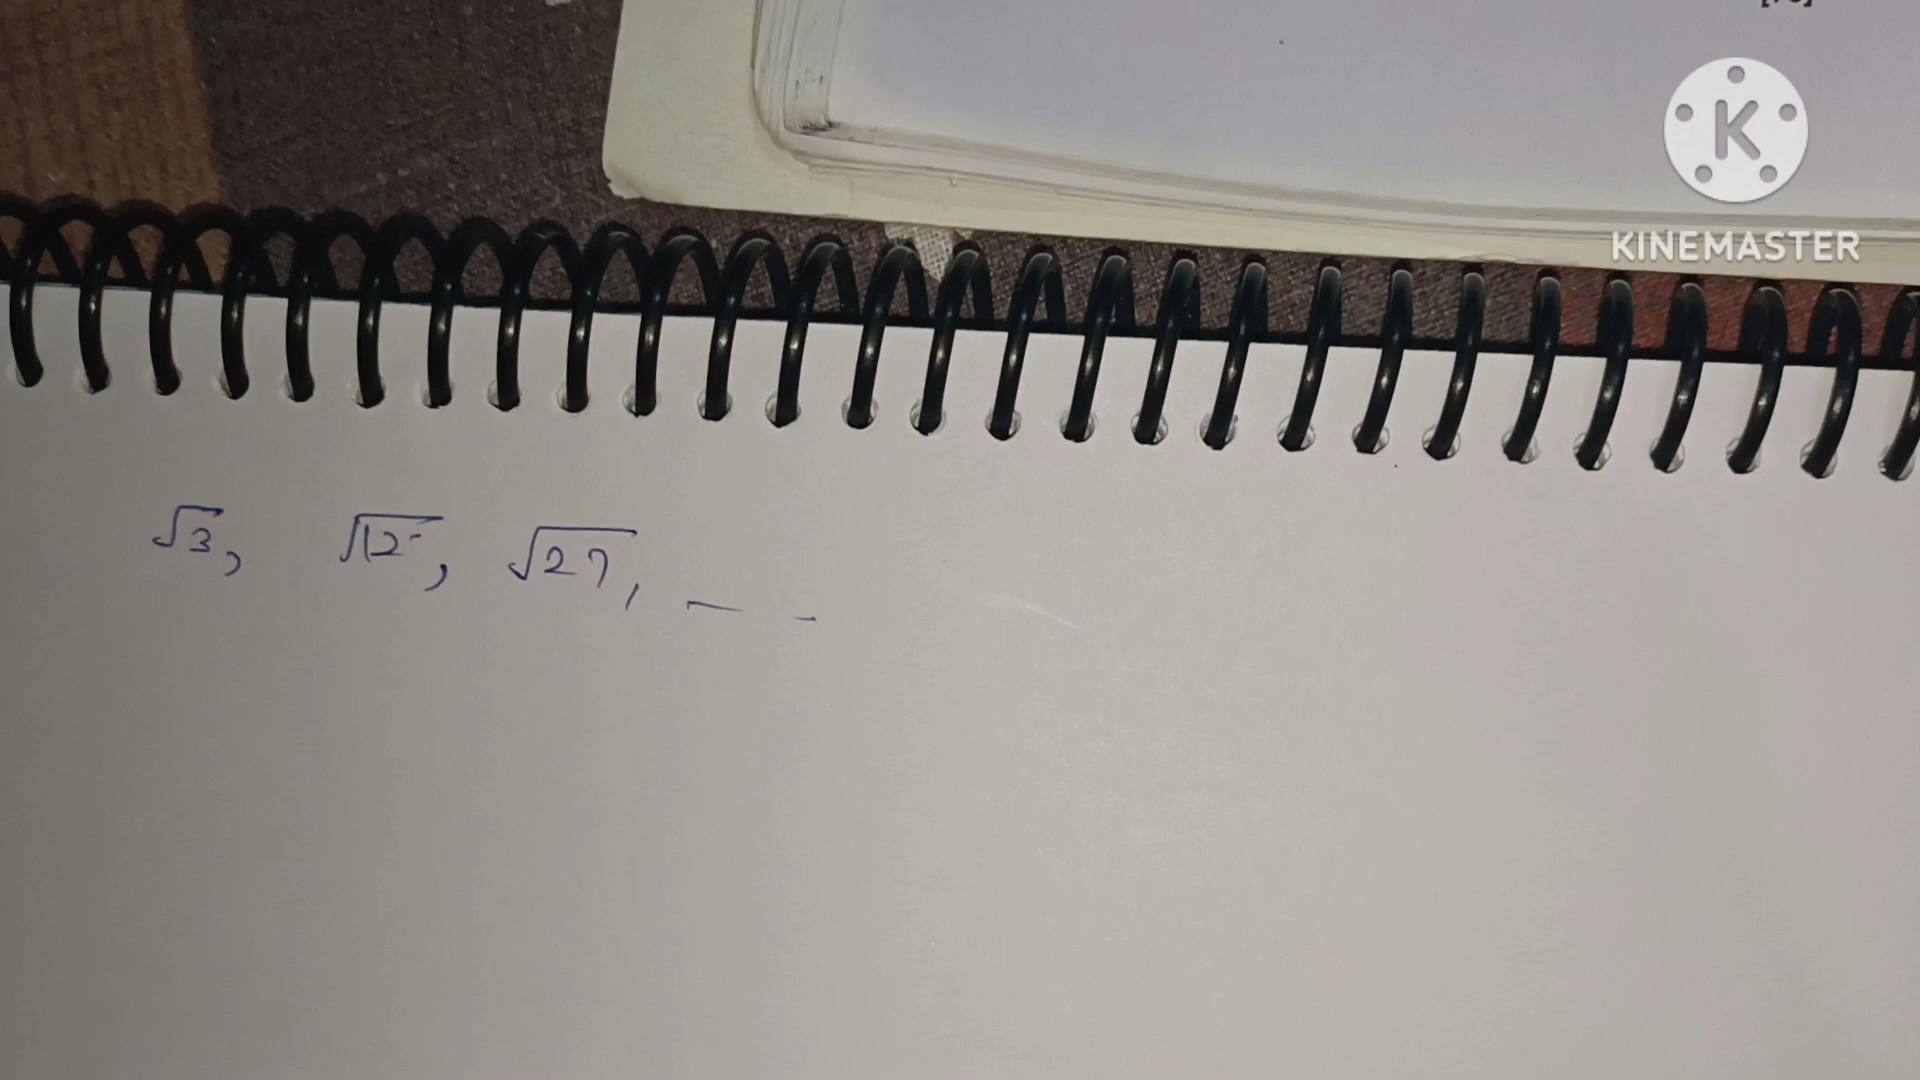 KINEMASTER
√3, √12, √27, — -